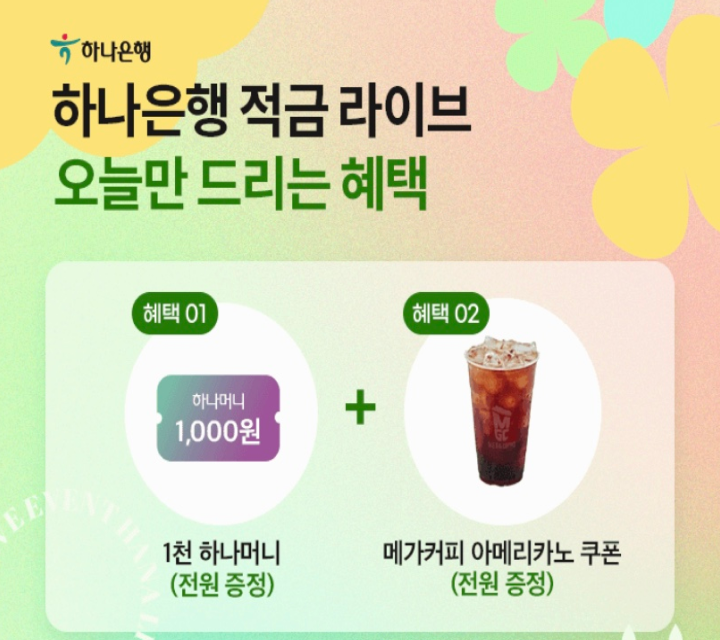 하나은행
하나은행 적금 라이브
오늘만 드리는 혜택
혜택 01
혜택 02
하나머니
1,000원
+
M
GC
1천 하나머니
(전원 증정)
메가커피 아메리카노 쿠폰
(전원 증정)